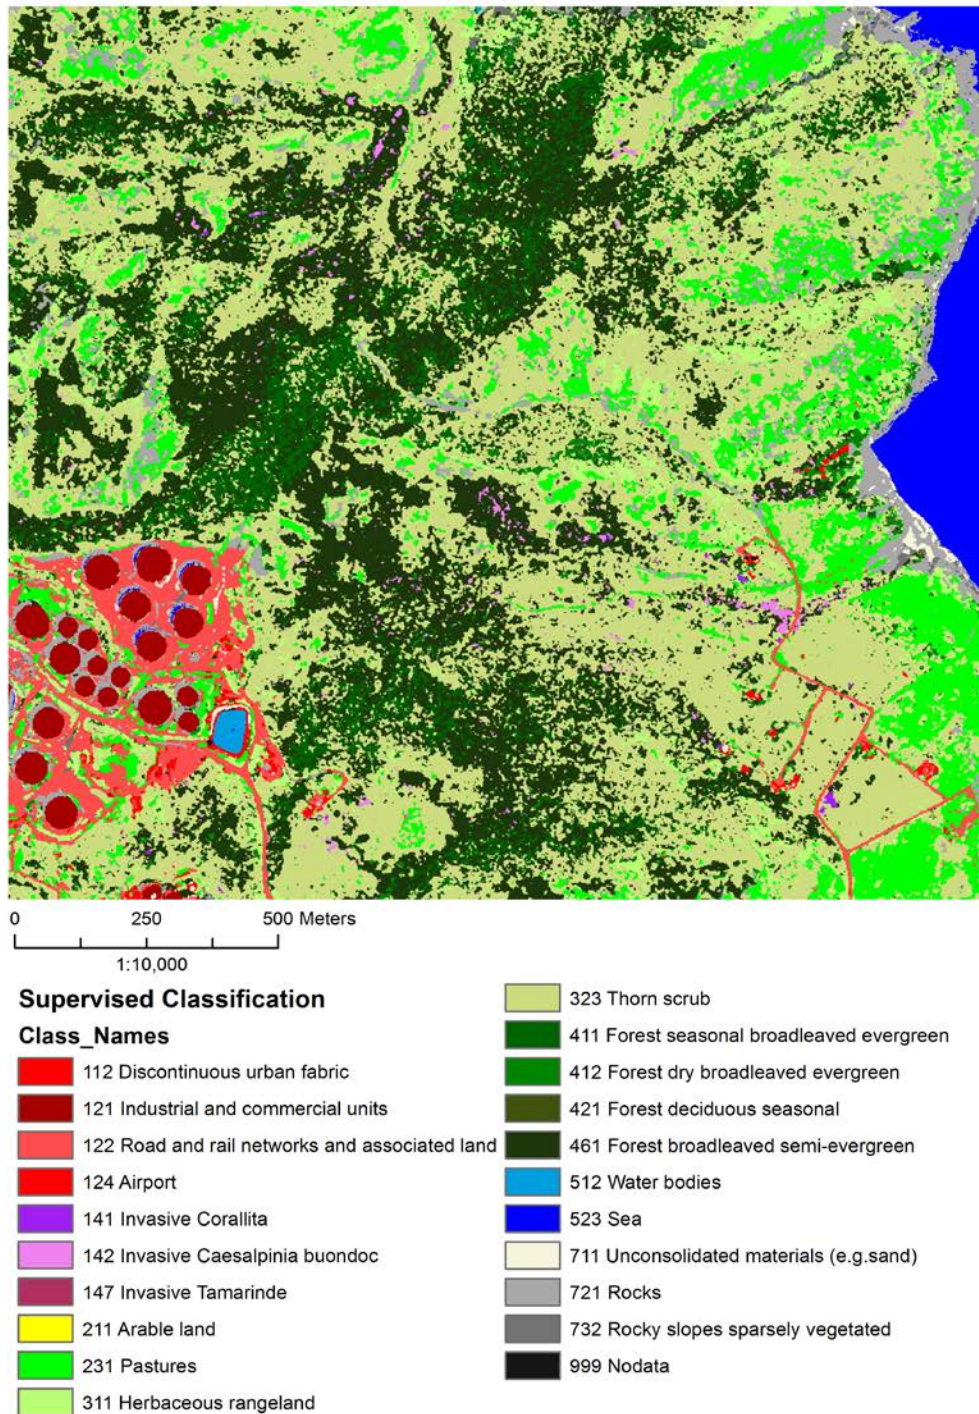 0 250 500 Meters
1:10,000
Supervised Classification
Class_Names
112 Discontinuous urban fabric
121 Industrial and commercial units
122 Road and rail networks and associated land
124 Airport
141 Invasive Corallita
142 Invasive Caesalpinia buondoc
147 Invasive Tamarinde
211 Arable land
231 Pastures
311 Herbaceous rangeland
323 Thorn scrub
411 Forest seasonal broadleaved evergreen
412 Forest dry broadleaved evergreen
421 Forest deciduous seasonal
461 Forest broadleaved semi-evergreen
512 Water bodies
523 Sea
711 Unconsolidated materials (e.g.sand)
721 Rocks
732 Rocky slopes sparsely vegetated
999 Nodata